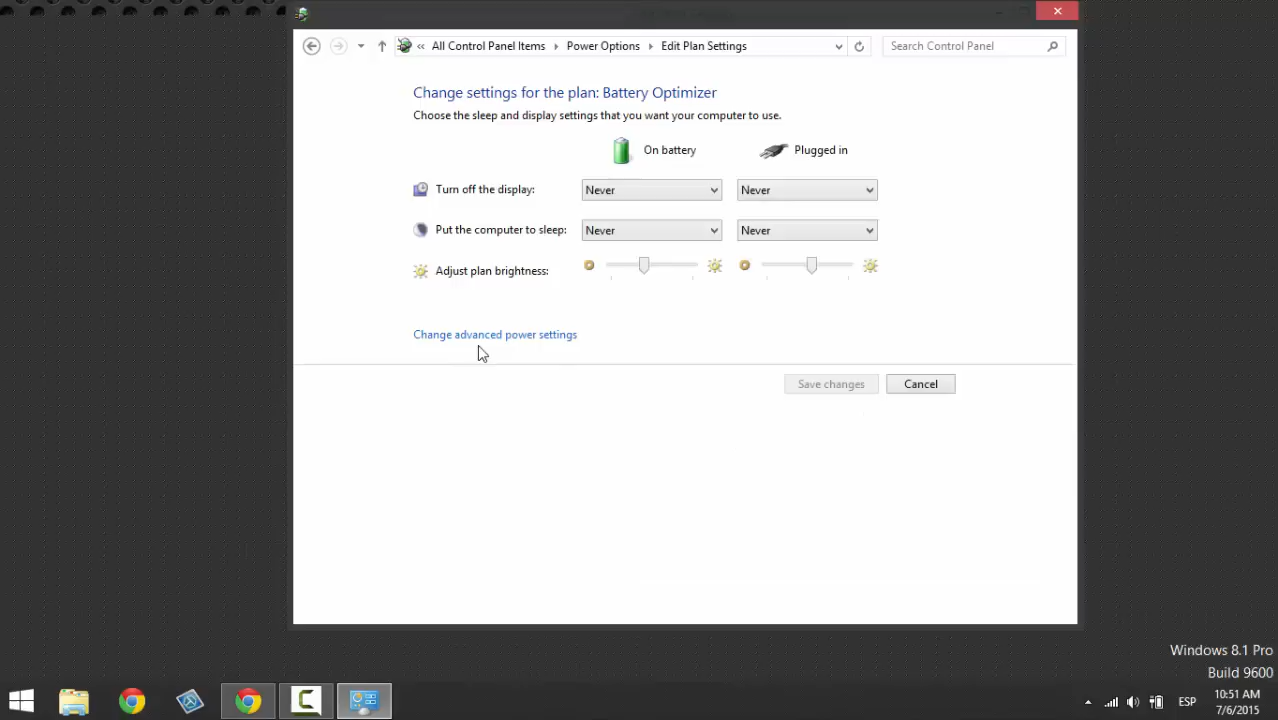 « All Control Panel Items Power Options Edit Plan Settings Search Control Panel
Change settings for the plan: Battery Optimizer
Choose the sleep and display settings that you want your computer to use.
On battery Plugged in
Turn off the display: Never Never
Put the computer to sleep: Never Never
Adjust plan brightness:
Change advanced power settings
Save changes Cancel
Windows 8.1 Pro
Build 9600
ESP
10:51 AM
7/6/2015